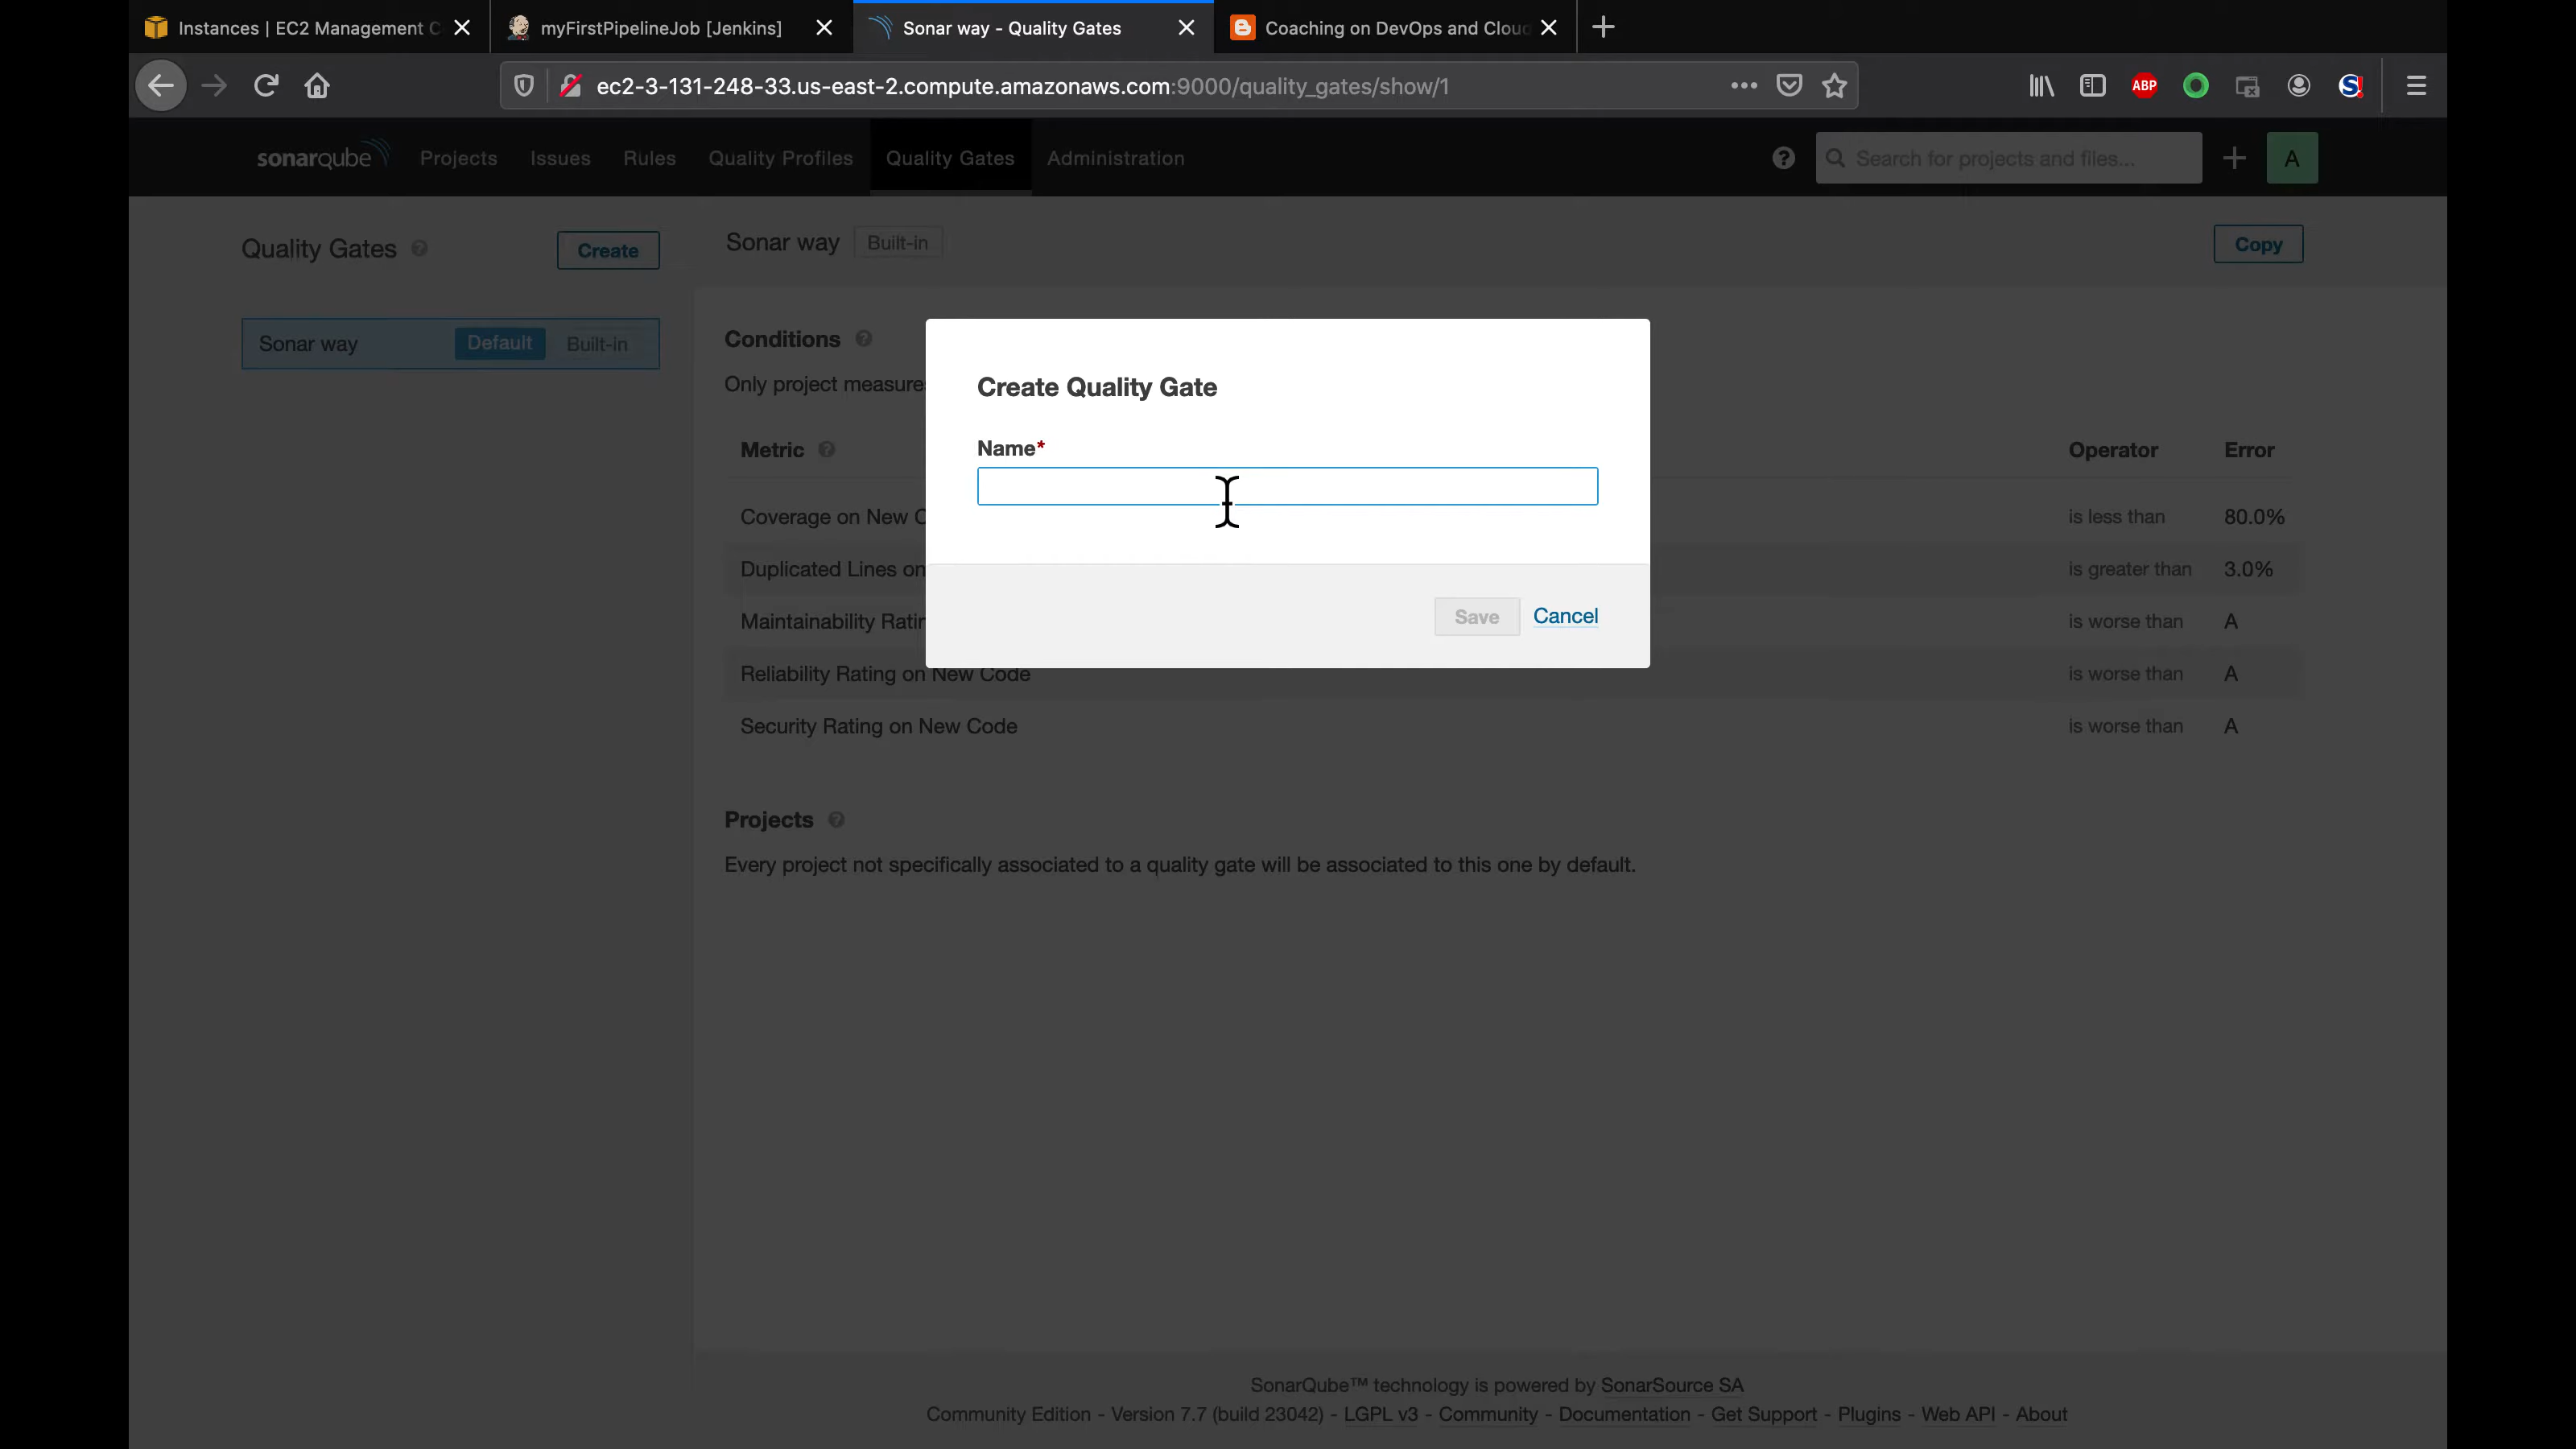 Instances | EC2 Management C
myFirstPipelineJob [Jenkins]
Sonar way - Quality Gates
Coaching on DevOps and Clou
ec2-3-131-248-33.us-east-2.compute.amazonaws.com:9000/quality_gates/show/1
ABP
sonarqube Projects Issues Rules Quality Profiles Quality Gates Administration
Search for projects and files...
A
Quality Gates Create
Sonar way Built-in Copy
Sonar way Default Built-in
Conditions
Only project measures
Create Quality Gate
Name*
Save Cancel
Metric Operator Error
Coverage on New C is less than 80.0%
Duplicated Lines on is greater than 3.0%
Maintainability Ratin is worse than A
Reliability Rating on New Code is worse than A
Security Rating on New Code is worse than A
Projects
Every project not specifically associated to a quality gate will be associated to this one by default.
SonarQube™ technology is powered by SonarSource SA
Community Edition - Version 7.7 (build 23042) - LGPL v3 - Community - Documentation - Get Support - Plugins - Web API - About